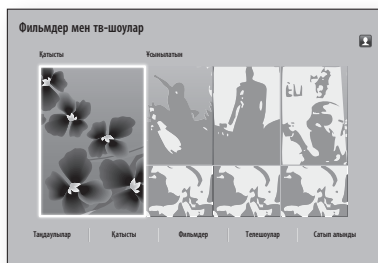 Фильмдер мен тв-шоулар
Қатысты Ұсынылатын
Таңдаулылар Қатысты Фильмдер Телешоулар Сатып алынды